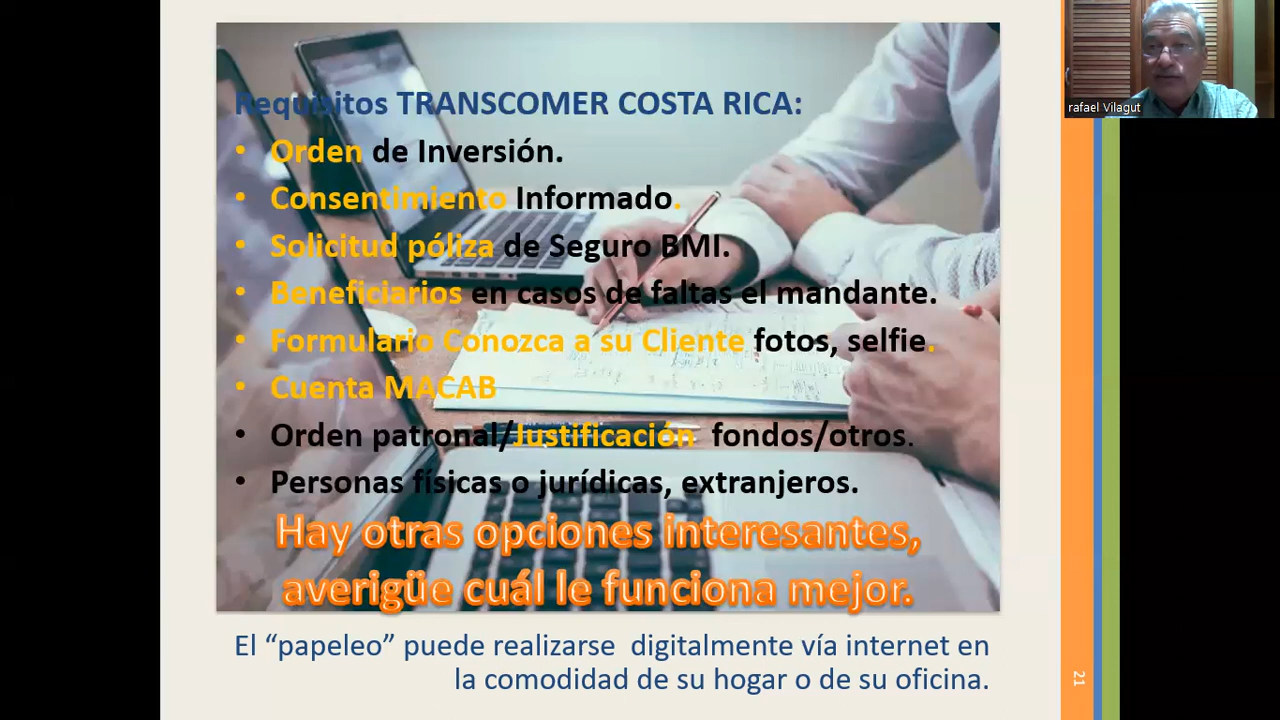 Requisitos TRANSCOMER COSTA RICA:
• Orden de Inversión.
• Consentimiento Informado.
• Solicitud póliza de Seguro BMI.
• Beneficiarios en casos de faltas el mandante.
• Formulario Conozca a su Cliente fotos, selfie.
• Cuenta MACAB
• Orden patronal/Justificación fondos/otros.
• Personas físicas o jurídicas, extranjeros.
Hay otras opciones interesantes,
averigüe cuál le funciona mejor.
El “papeleo” puede realizarse digitalmente vía internet en
la comodidad de su hogar o de su oficina.
21
rafael Vilagut